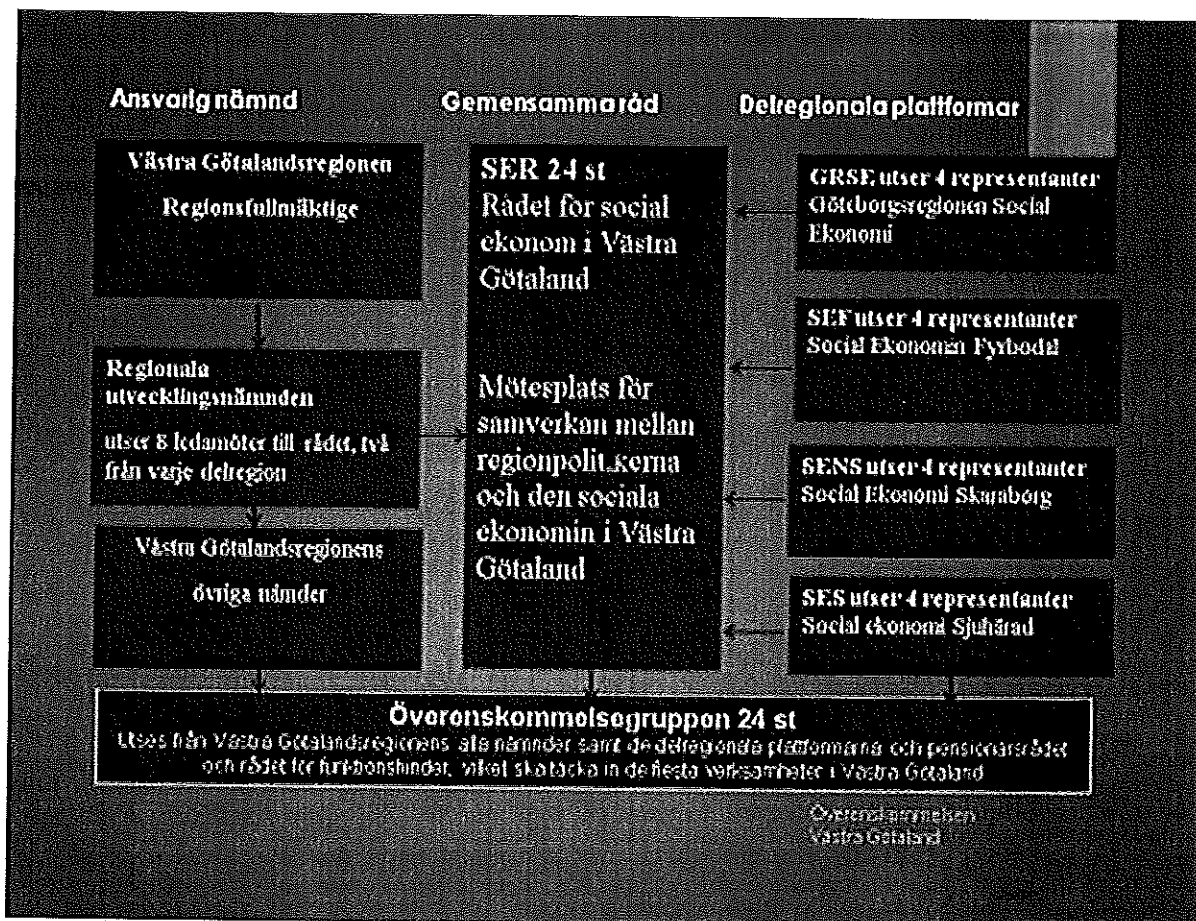 Ansvarig nämnd
Västra Götalandsregionen
Regionsfullmäktige
Regionala
utvecklingsnämnden
utser 8 ledamöter till rådet, två
från varje delregion
Västra Götalandsregionens
övriga nämder
Gemensamma råd
SER 24 st
Rådet för social
ekonom i Västra
Götaland
Mötesplats för
samverkan mellan
regionpolitikerna
och den sociala
ekonomin i Västra
Götaland
Delregionala plattformar
GRSE utser 4 representanter
Göteborgsregionen Social
Ekonomi
SEF utser 4 representanter
Social Ekonomin Fyrbodal
SENS utser 4 representanter
Social Ekonomi Skaraborg
SES utser 4 representanter
Social ekonomi Sjuhärad
Överenskommelsegruppen 24 st
Utses från Västra Götalandsregionens alla nämnder samt de delregionala plattformarna och pensionärsrådet
och rådet för funktionshinder, vilket ska täcka in de flesta verksamheter i Västra Götaland
Överenskommelsen
Västra Götaland